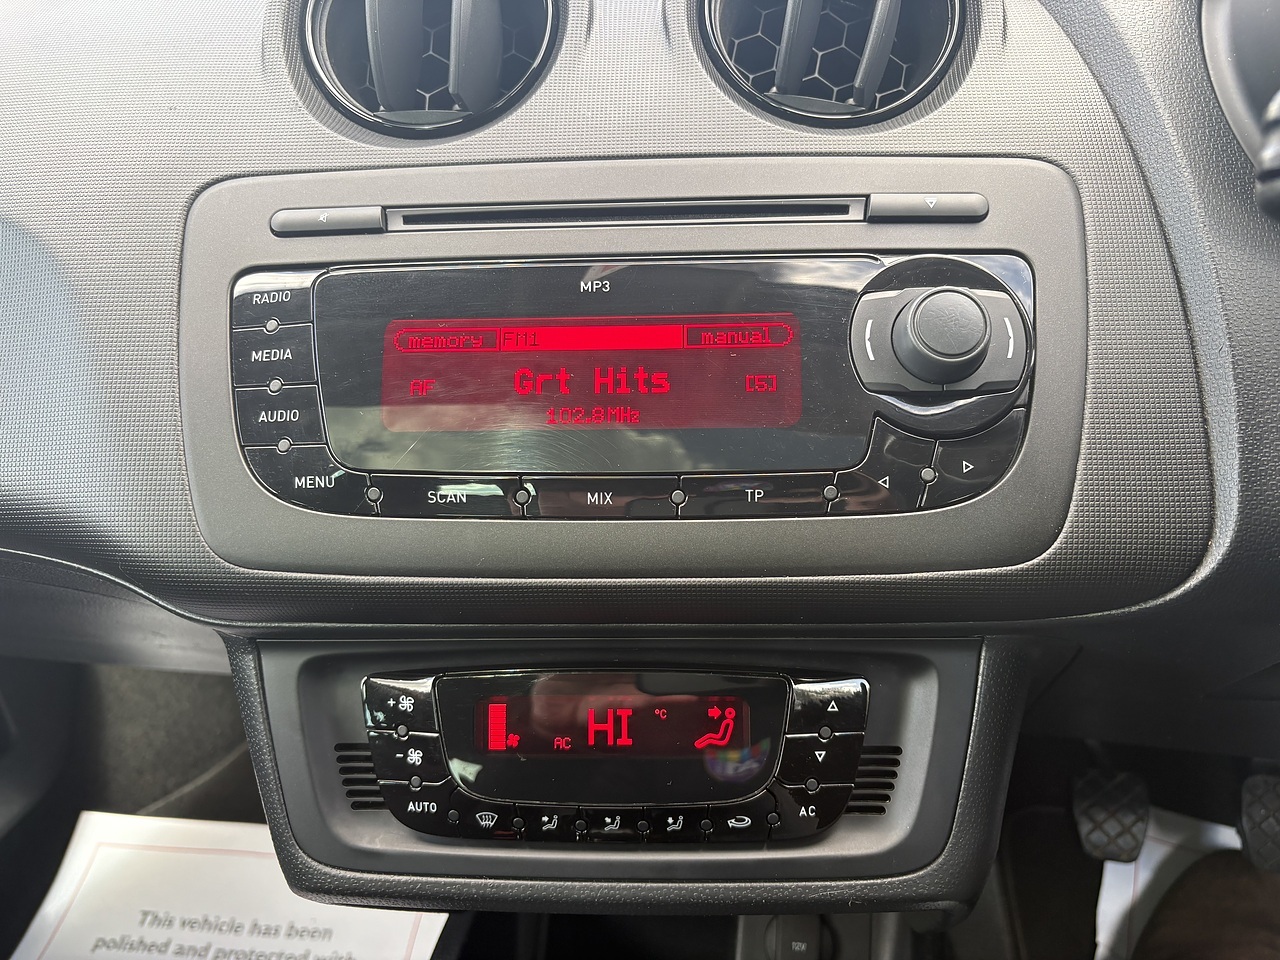 MP3
RADIO
MEDIA
AUDIO
MENU
SCAN
MIX
TP
memory FM1 manual
AF Grt Hits [5]
102.8MHz
+
-
AUTO
AC HI °C
AC
This vehicle has been
polished and protected with